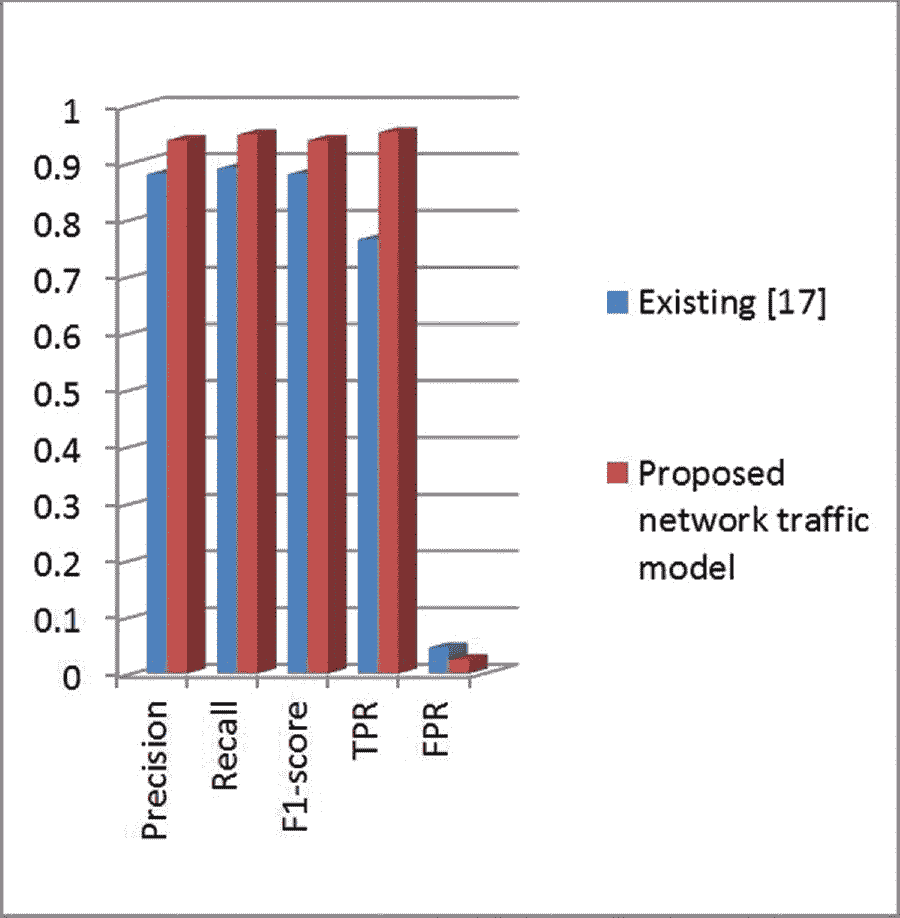 1
0.9
0.8
0.7
0.6
0.5
0.4
0.3
0.2
0.1
0
Precision
Recall
F1-score
TPR
FPR
Existing [17]
Proposed
network traffic
model